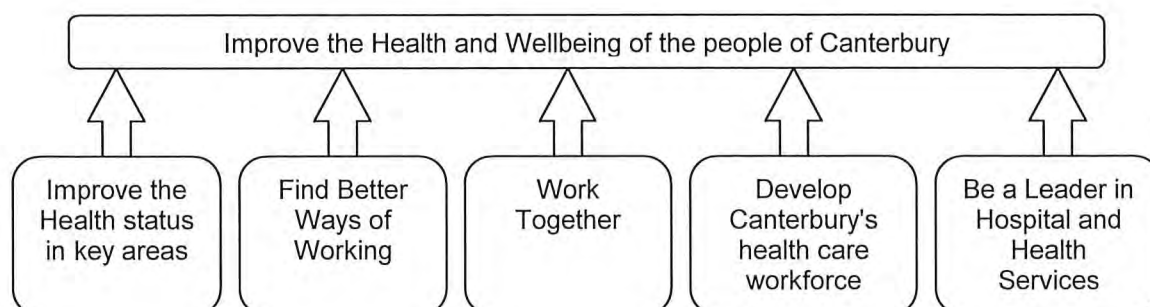 Improve the Health and Wellbeing of the people of Canterbury
Improve the
Health status
in key areas
Find Better
Ways of
Working
Work
Together
Develop
Canterbury's
health care
workforce
Be a Leader in
Hospital and
Health
Services